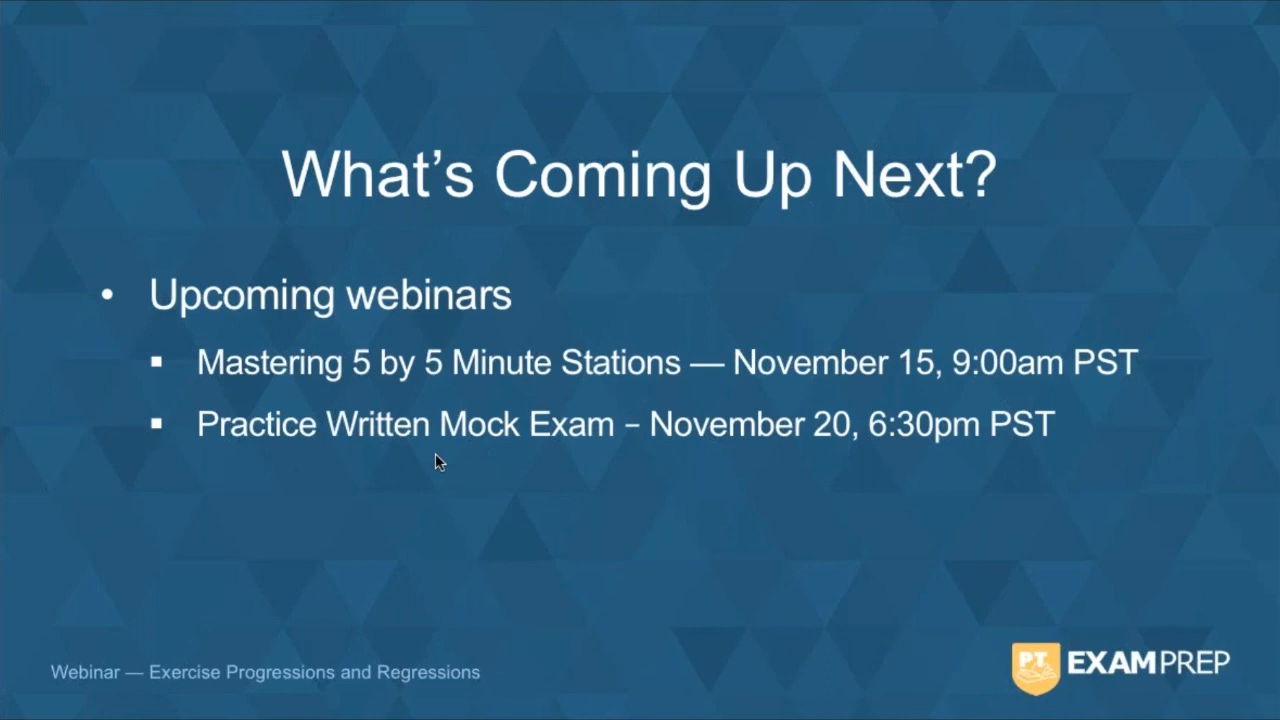 What’s Coming Up Next?
• Upcoming webinars
▪ Mastering 5 by 5 Minute Stations — November 15, 9:00am PST
▪ Practice Written Mock Exam – November 20, 6:30pm PST
Webinar — Exercise Progressions and Regressions
PT EXAMPREP